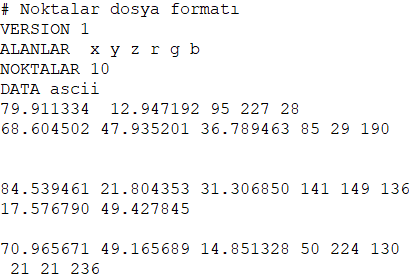 # Noktalar dosya formatı
VERSION 1
ALANLAR  x y z r g b
NOKTALAR 10
DATA ascii
79.911334  12.947192 95 227 28
68.604502 47.935201 36.789463 85 29 190
84.539461 21.804353 31.306850 141 149 136
17.576790 49.427845
70.965671 49.165689 14.851328 50 224 130
21 21 236